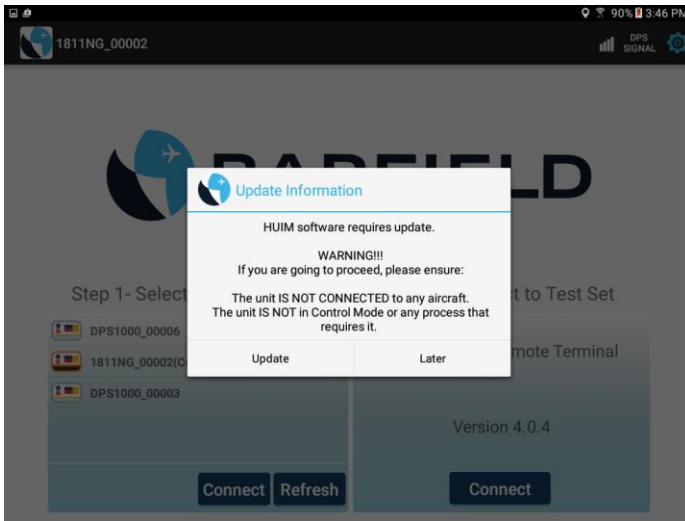 90% 3:46 PM
1811NG_00002
DPS
SIGNAL
Update Information
HUIM software requires update.
WARNING!!!
If you are going to proceed, please ensure:
The unit IS NOT CONNECTED to any aircraft.
The unit IS NOT in Control Mode or any process that
requires it.
Update
Later
Step 1- Select
t to Test Set
DPS1000_00006
1811NG_00002(C
DPS1000_00003
mote Terminal
Version 4.0.4
Connect
Refresh
Connect